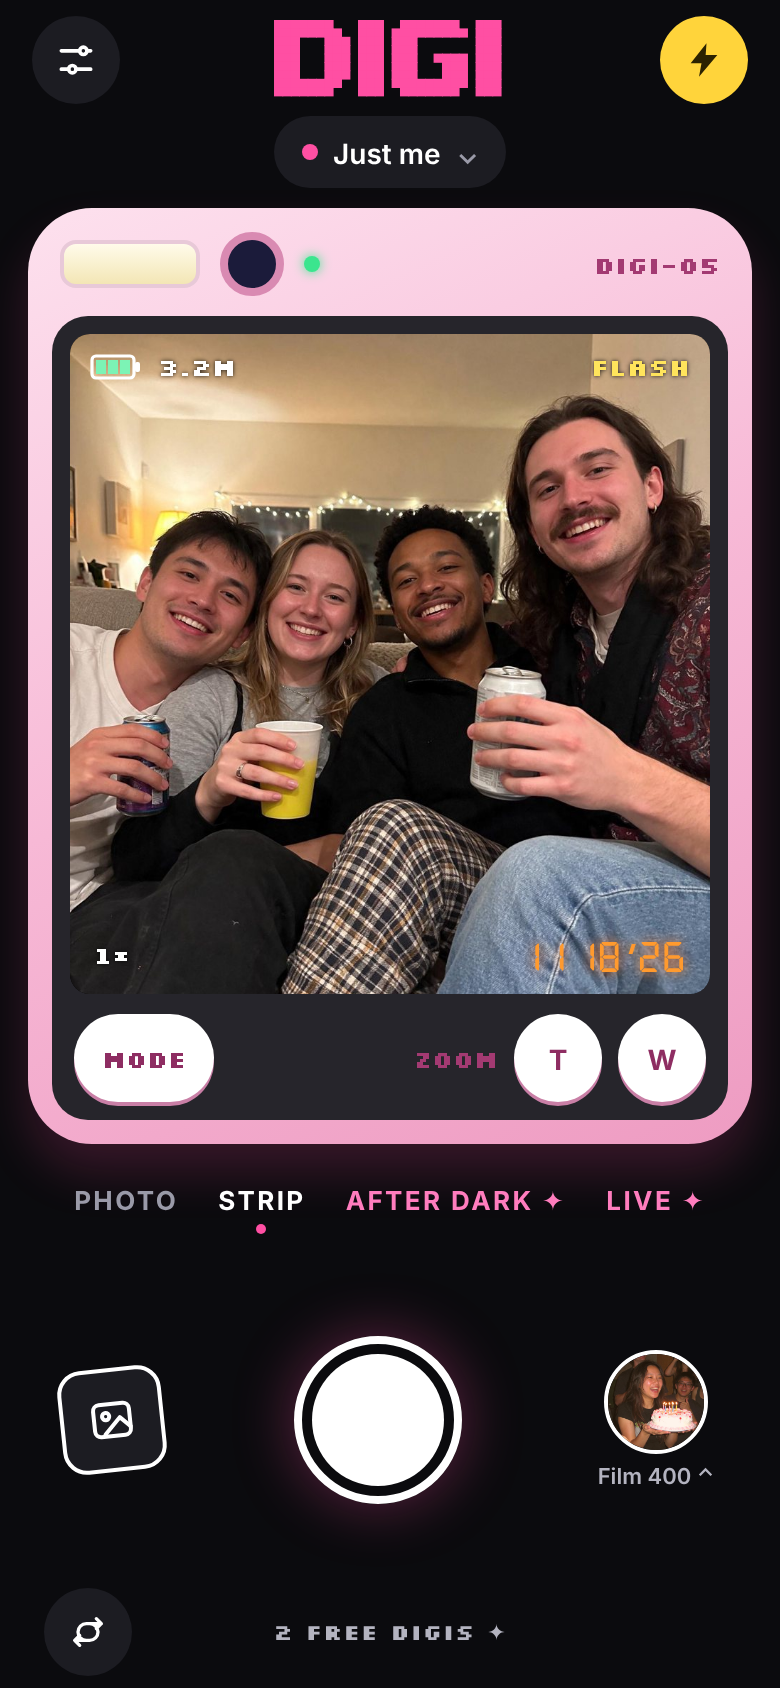 DIGI
Just me
DIGI-05
3.2M
FLASH
1x
11 18'26
MODE
ZOOM
T
W
PHOTO
STRIP
AFTER DARK ✦
LIVE ✦
Film 400
2 FREE DIGIS ✦